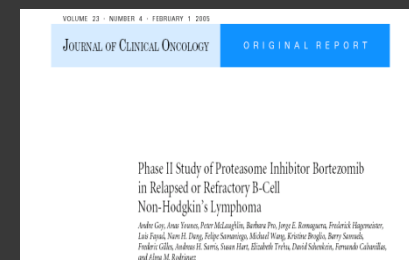 VOLUME 23 · NUMBER 4 · FEBRUARY 1 2005
JOURNAL OF CLINICAL ONCOLOGY
ORIGINAL REPORT
Phase II Study of Proteasome Inhibitor Bortezomib
in Relapsed or Refractory B-Cell
Non-Hodgkin's Lymphoma
Andre Goy, Anas Younes, Peter McLaughlin, Barbara Pro, Jorge E. Romaguera, Frederick Hagemeister,
Luis Fayad, Nam H. Dang, Felipe Samaniego, Michael Wang, Kristine Broglio, Barry Samuels,
Frederic Gilles, Andreas H. Sarris, Susan Hart, Elizabeth Trehu, David Schenkein, Fernando Cabanillas,
and Alma M. Rodriguez